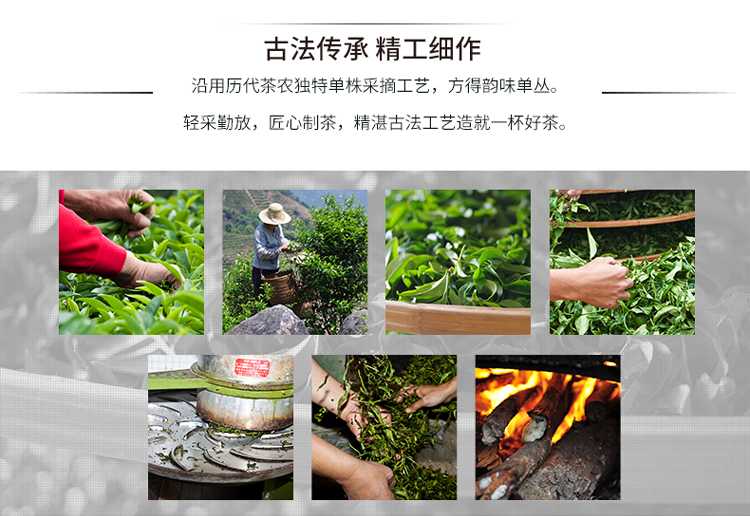 古法传承 精工细作
沿用历代茶农独特单株采摘工艺，方得韵味单丛。
轻采勤放，匠心制茶，精湛古法工艺造就一杯好茶。